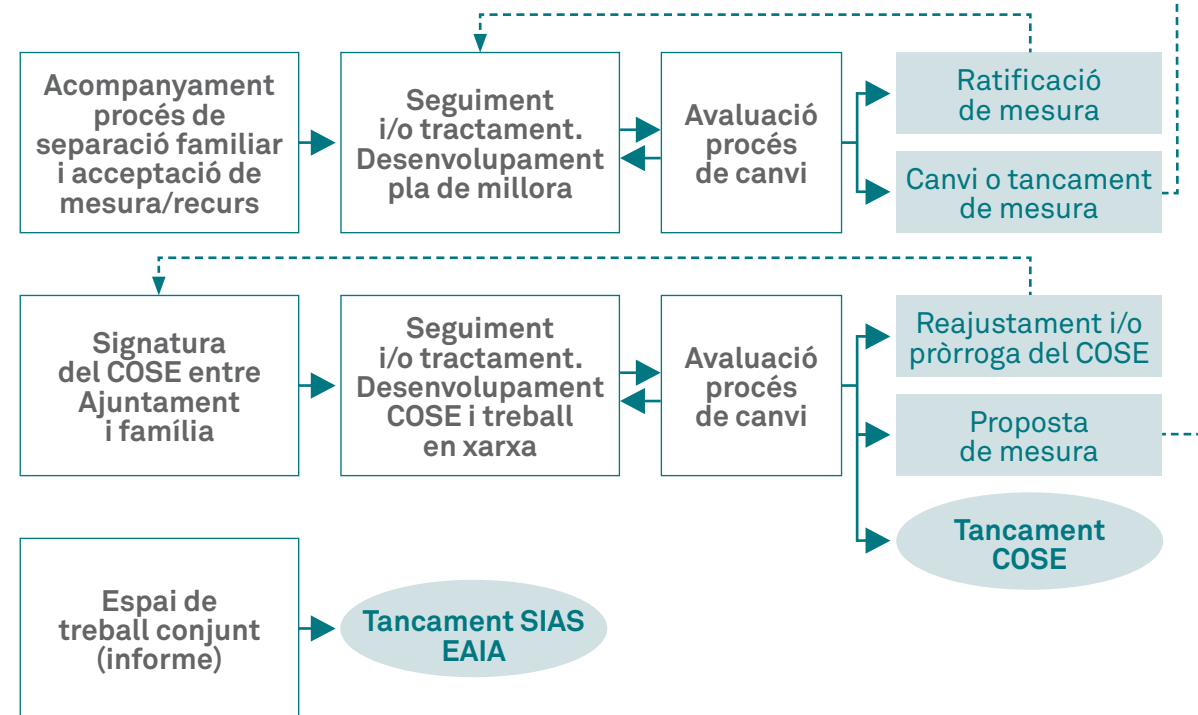 Acompanyament
procés de
separació familiar
i acceptació de
mesura/recurs
Seguiment
i/o tractament.
Desenvolupament
pla de millora
Avaluació
procés
de canvi
Ratificació
de mesura
Canvi o tancament
de mesura
Signatura
del COSE entre
Ajuntament
i família
Seguiment
i/o tractament.
Desenvolupament
COSE i treball
en xarxa
Avaluació
procés
de canvi
Reajustament i/o
pròrroga del COSE
Proposta
de mesura
Tancament
COSE
Espai de
treball conjunt
(informe)
Tancament SIAS
EAIA